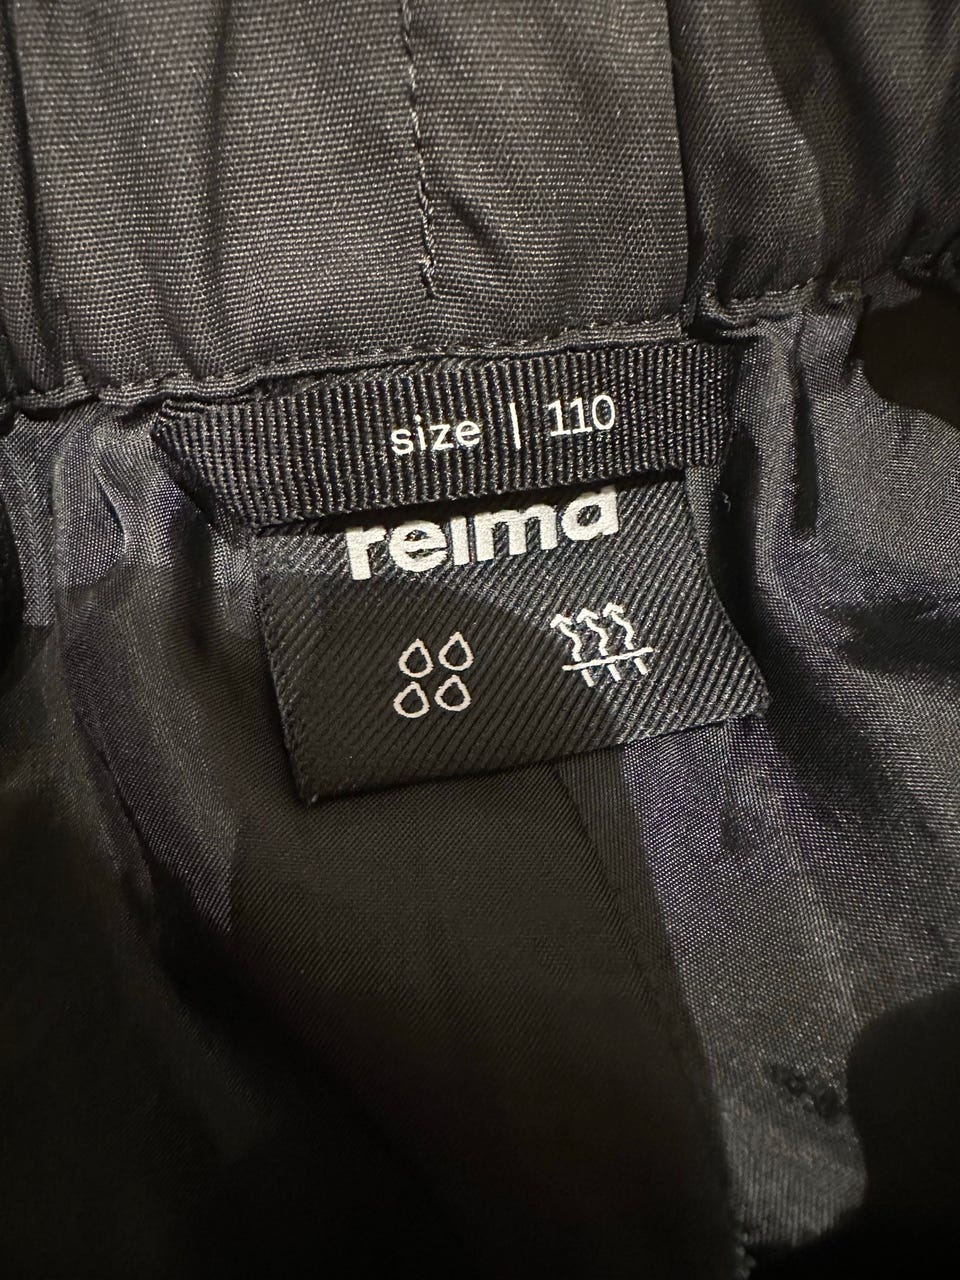 size | 110
reima